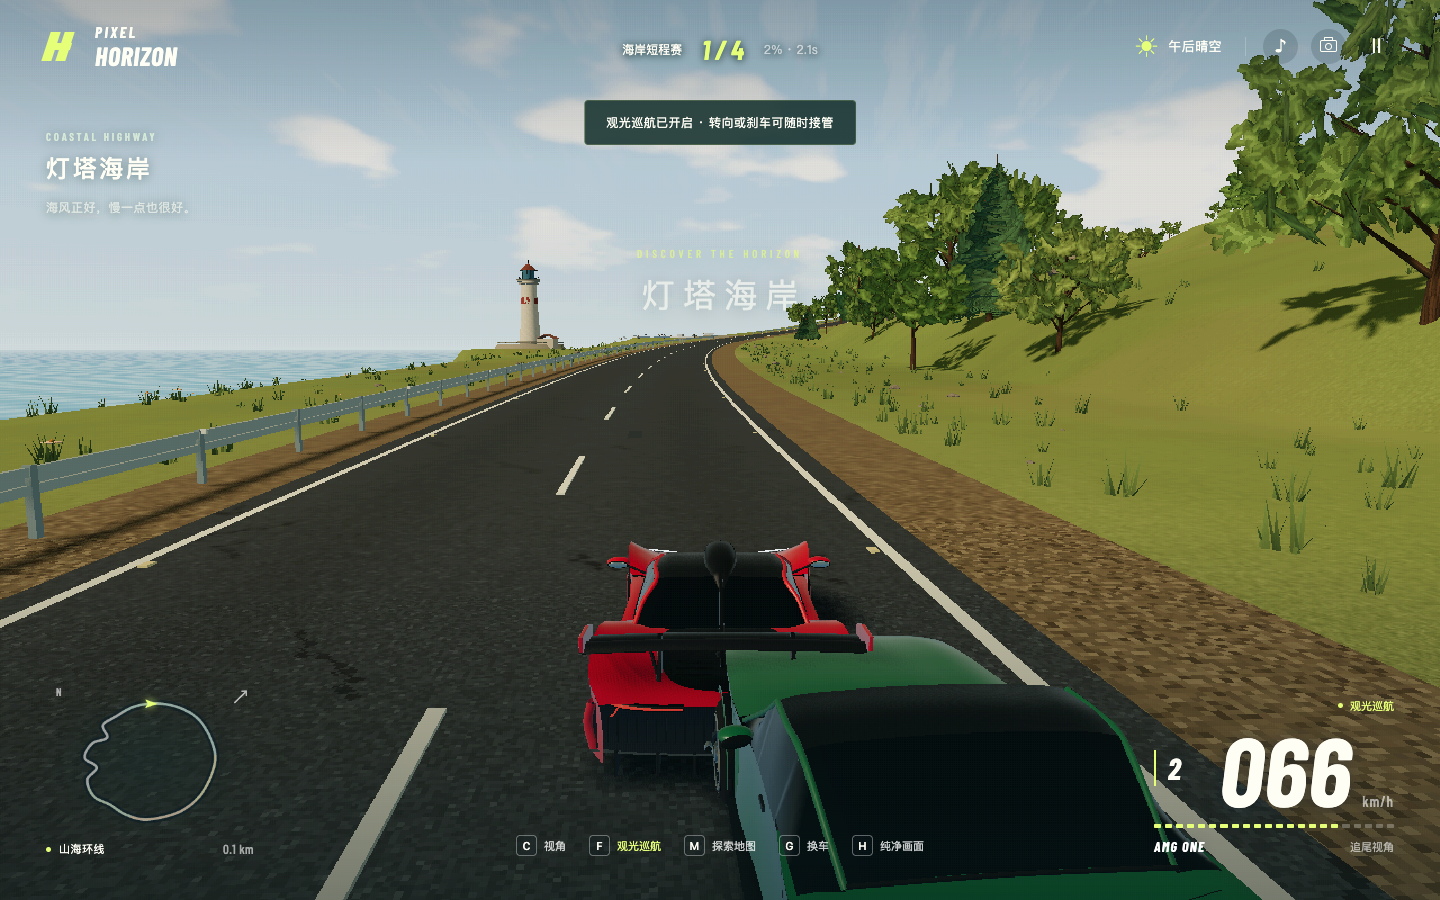 PIXEL
HORIZON
海岸短程赛 1/4 2% · 2.1s
午后晴空
观光巡航已开启 · 转向或刹车可随时接管
COASTAL HIGHWAY
灯塔海岸
海风正好，慢一点也很好。
DISCOVER THE HORIZON
灯塔海岸
N
观光巡航
2 066 km/h
AMG ONE 追尾视角
山海环线 0.1 km
C 视角 F 观光巡航 M 探索地图 G 换车 H 纯净画面